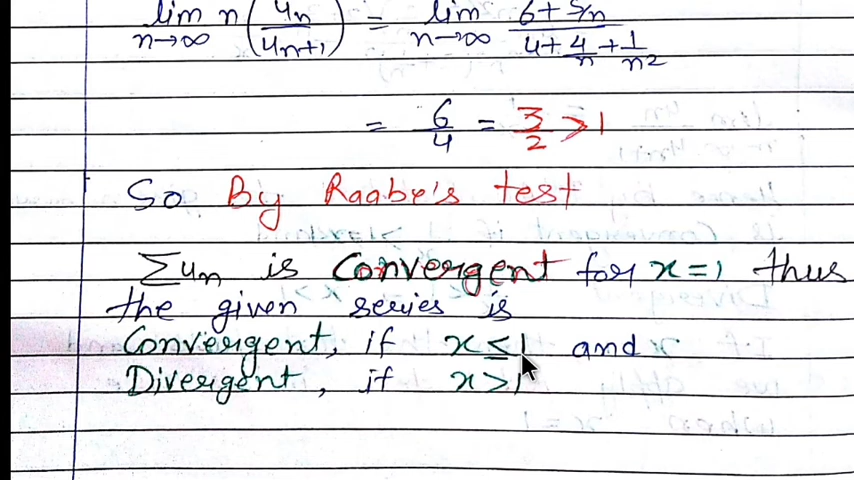 lim n→∞ n (un/un+1) = lim n→∞ (6 + 5/n)/(4 + 4/n + 1/n²)
= 6/4 = 3/2 > 1
So By Raabe's test
∑un is Convergent for x = 1 thus
the given series is
Convergent, if x ≤ 1 and
Divergent, if x > 1